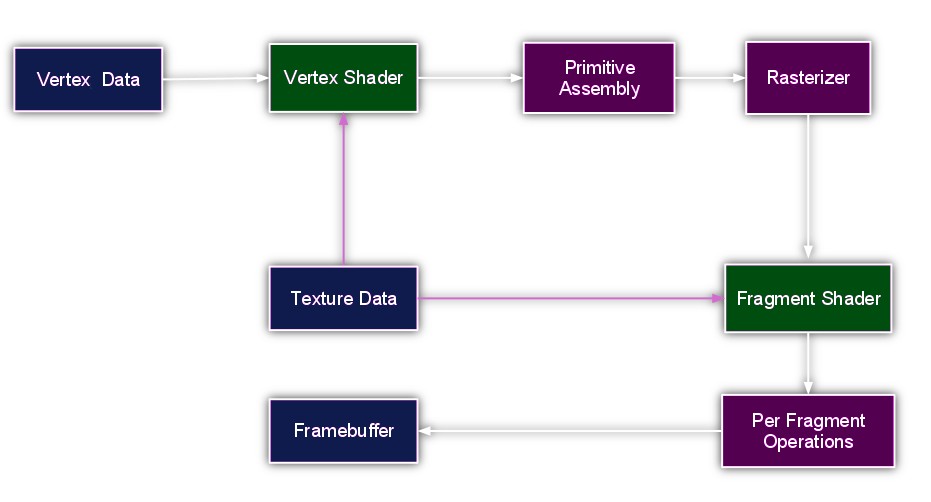 Vertex Data
Vertex Shader
Primitive
Assembly
Rasterizer
Texture Data
Fragment Shader
Framebuffer
Per Fragment
Operations